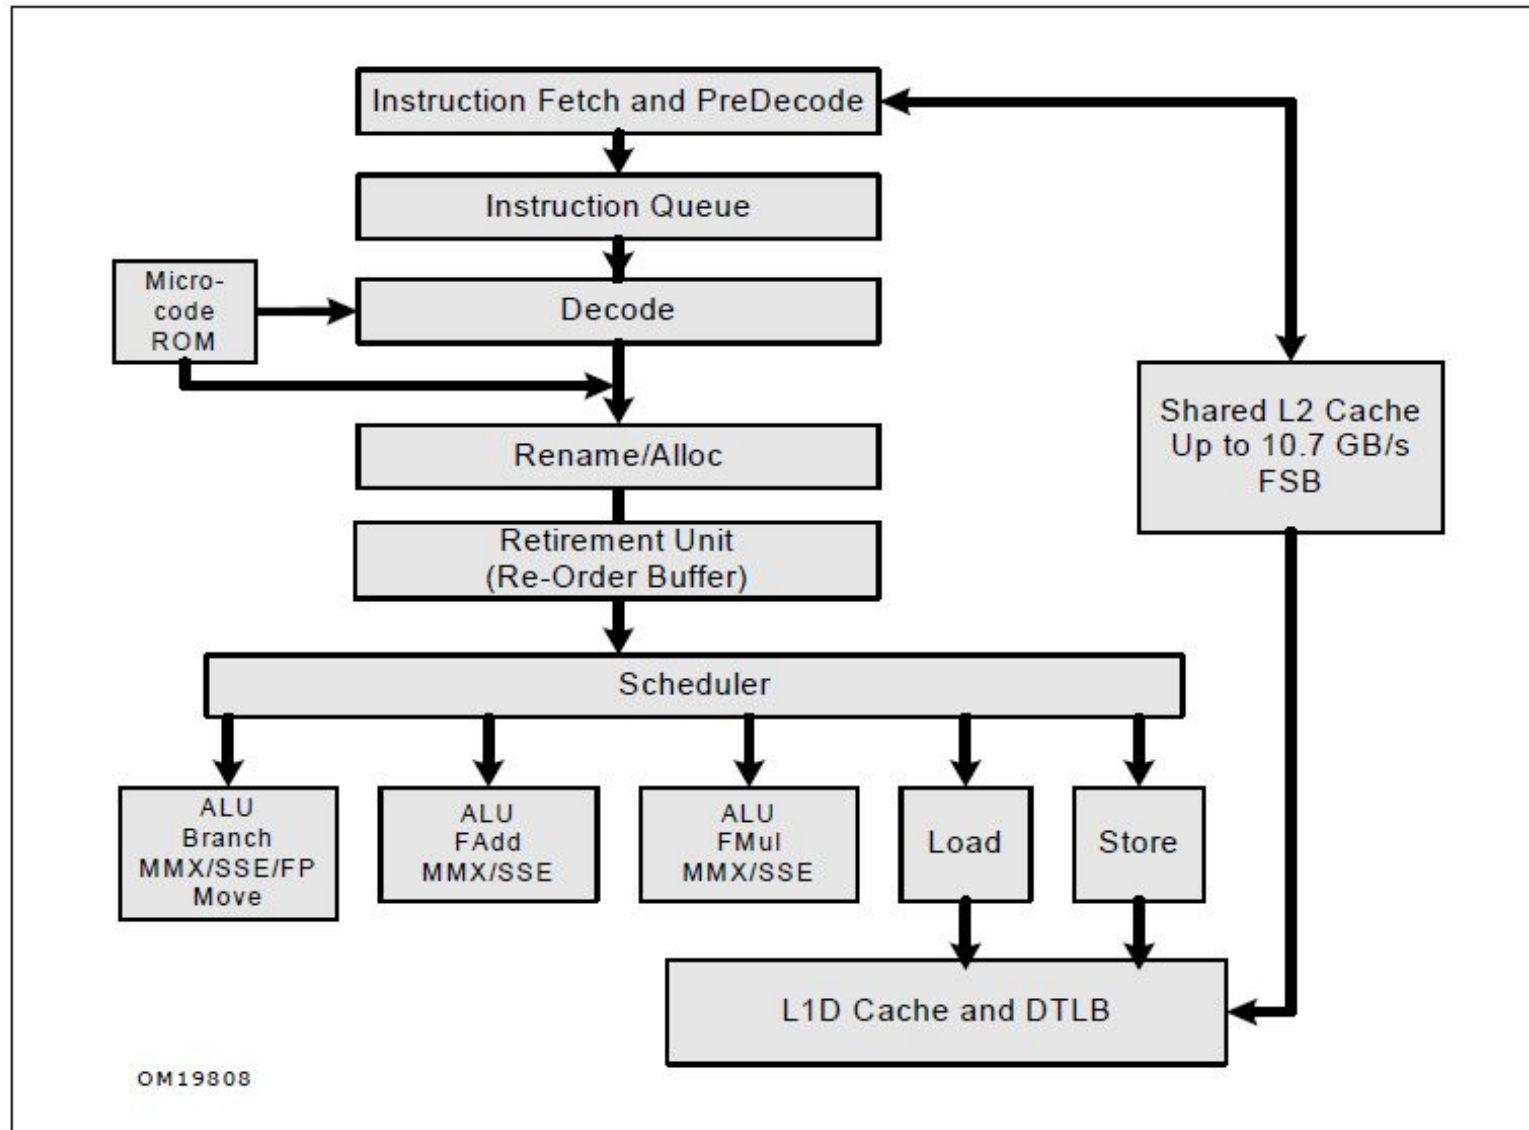 Instruction Fetch and PreDecode
Instruction Queue
Micro-
code
ROM
Decode
Shared L2 Cache
Up to 10.7 GB/s
FSB
Rename/Alloc
Retirement Unit
(Re-Order Buffer)
Scheduler
ALU
Branch
MMX/SSE/FP
Move
ALU
FAdd
MMX/SSE
ALU
FMul
MMX/SSE
Load
Store
L1D Cache and DTLB
OM19808